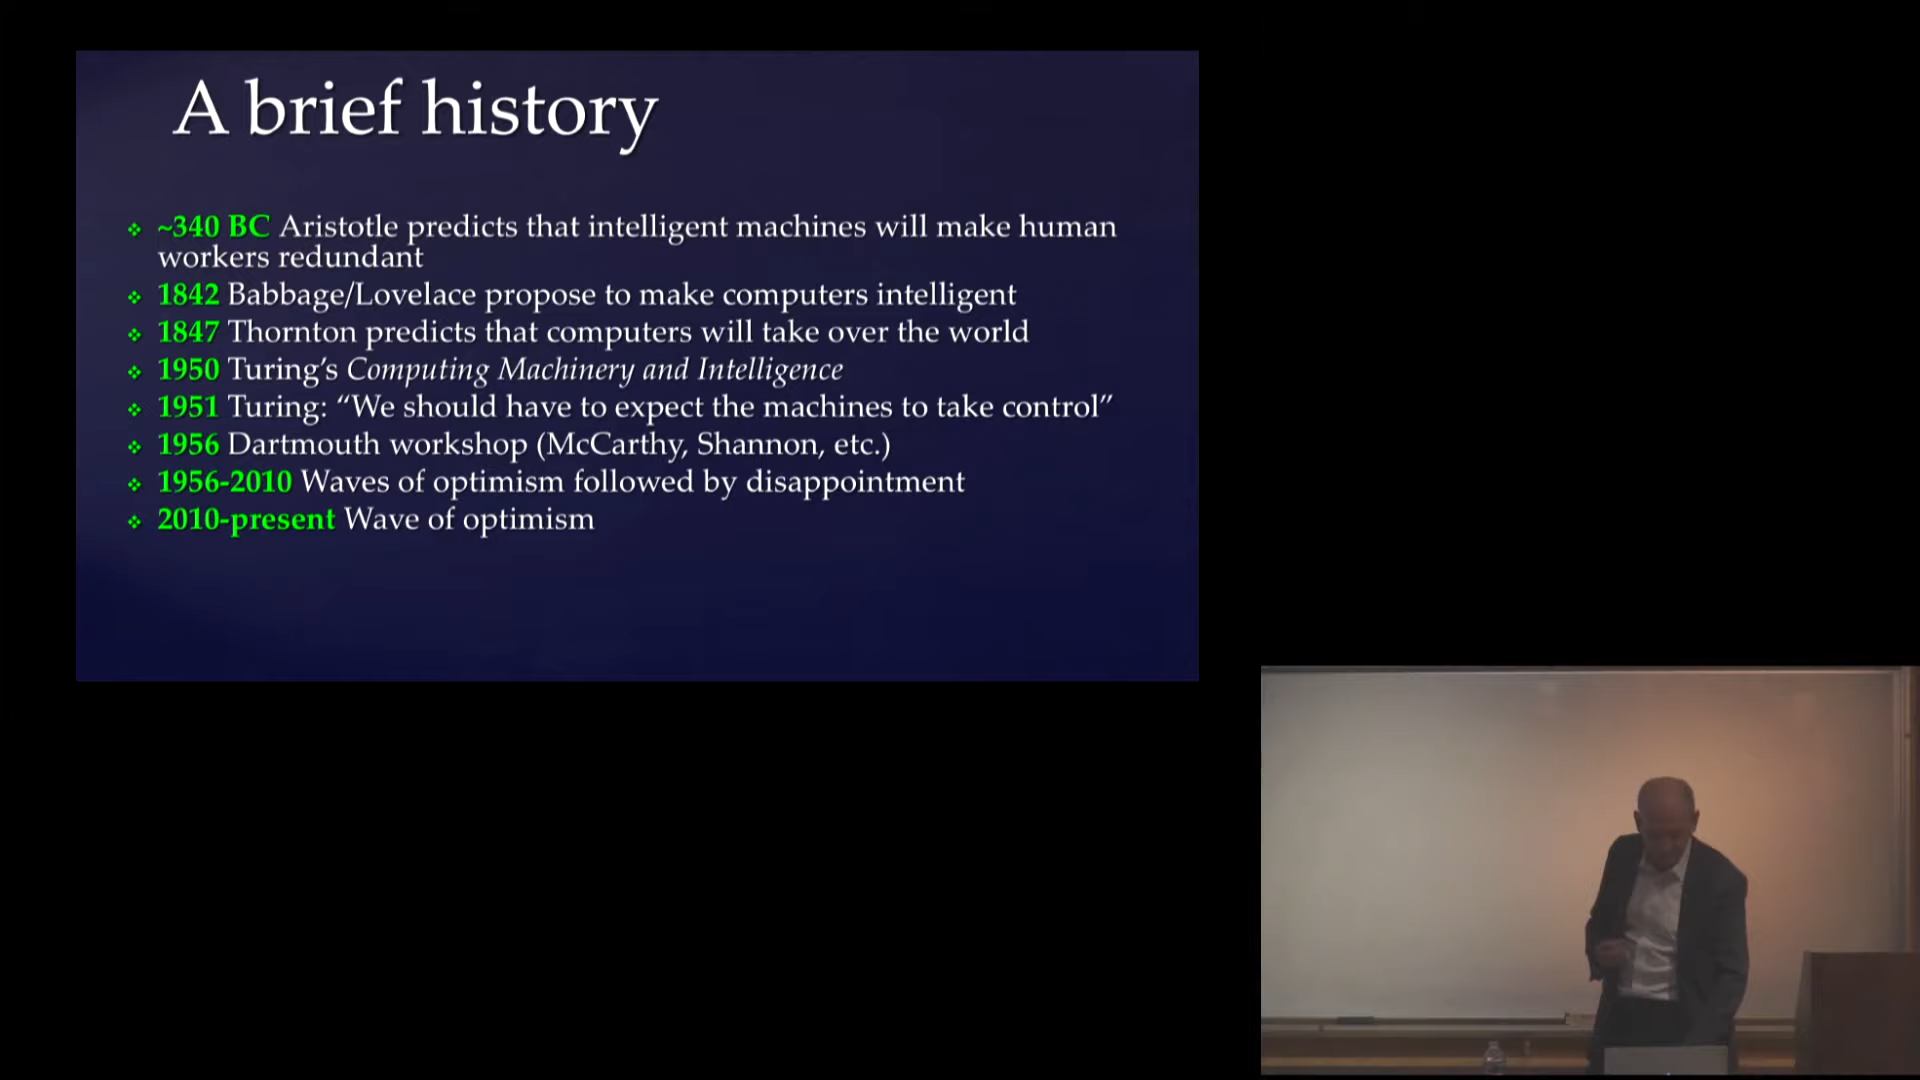 A brief history
~340 BC Aristotle predicts that intelligent machines will make human
workers redundant
1842 Babbage/Lovelace propose to make computers intelligent
1847 Thornton predicts that computers will take over the world
1950 Turing's Computing Machinery and Intelligence
1951 Turing: “We should have to expect the machines to take control”
1956 Dartmouth workshop (McCarthy, Shannon, etc.)
1956-2010 Waves of optimism followed by disappointment
2010-present Wave of optimism